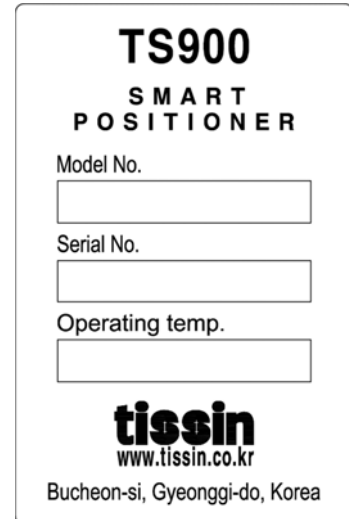 TS900
SMART
POSITIONER
Model No.
Serial No.
Operating temp.
tissin
www.tissin.co.kr
Bucheon-si, Gyeonggi-do, Korea